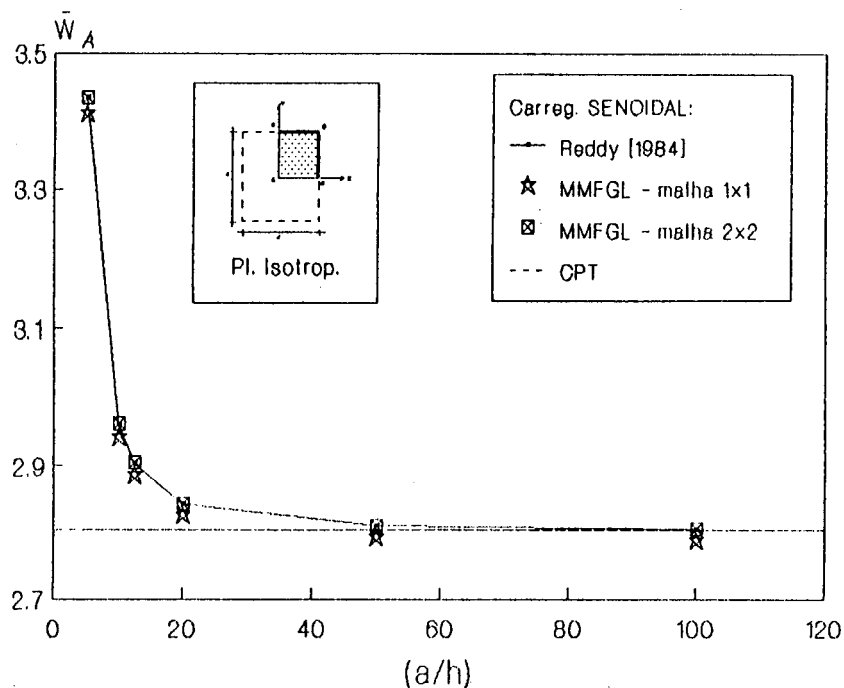 W̄ A
3.5
3.3
3.1
2.9
2.7
0 20 40 60 80 100 120
(a/h)
Pl. Isotrop.
Carreg. SENOIDAL:
Reddy [1984]
MMFGL - malha 1x1
MMFGL - malha 2x2
CPT